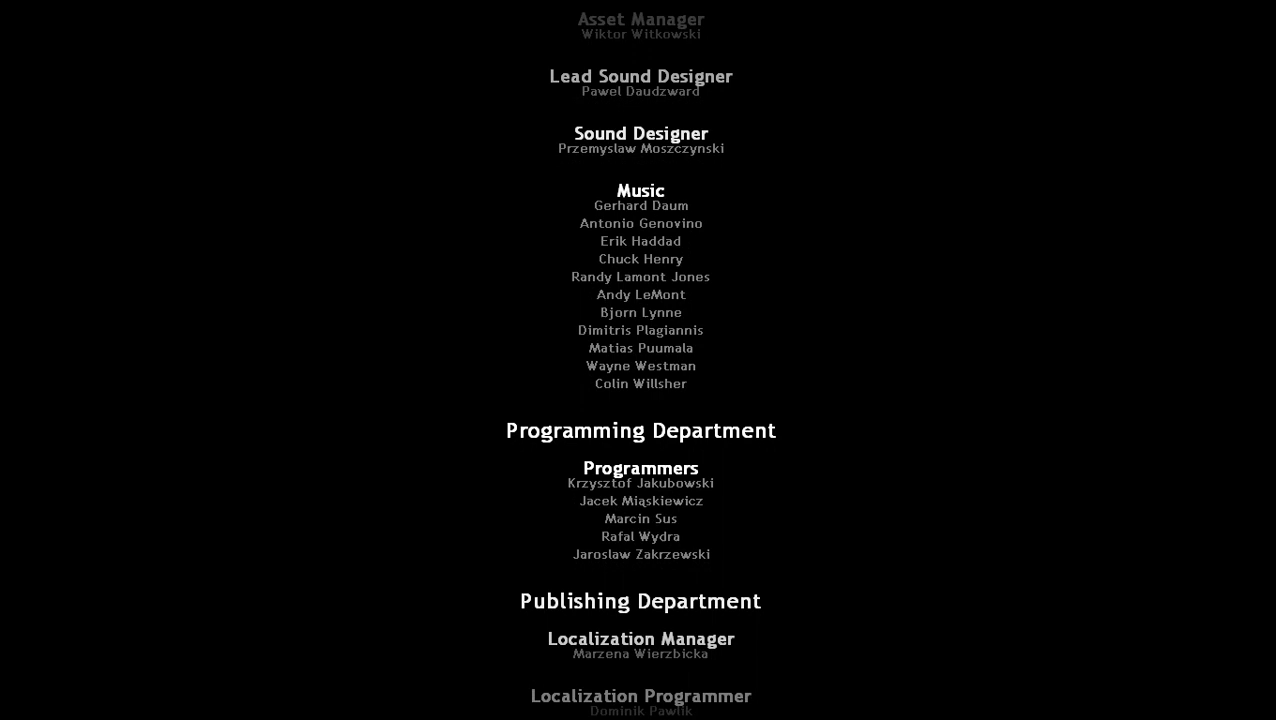 Asset Manager
Wiktor Witkowski
Lead Sound Designer
Pawel Daudzward
Sound Designer
Przemyslaw Moszczynski
Music
Gerhard Daum
Antonio Genovino
Erik Haddad
Chuck Henry
Randy Lamont Jones
Andy LeMont
Bjorn Lynne
Dimitris Plagiannis
Matias Puumala
Wayne Westman
Colin Willsher
Programming Department
Programmers
Krzysztof Jakubowski
Jacek Miąskiewicz
Marcin Sus
Rafal Wydra
Jaroslaw Zakrzewski
Publishing Department
Localization Manager
Marzena Wierzbicka
Localization Programmer
Dominik Pawlik